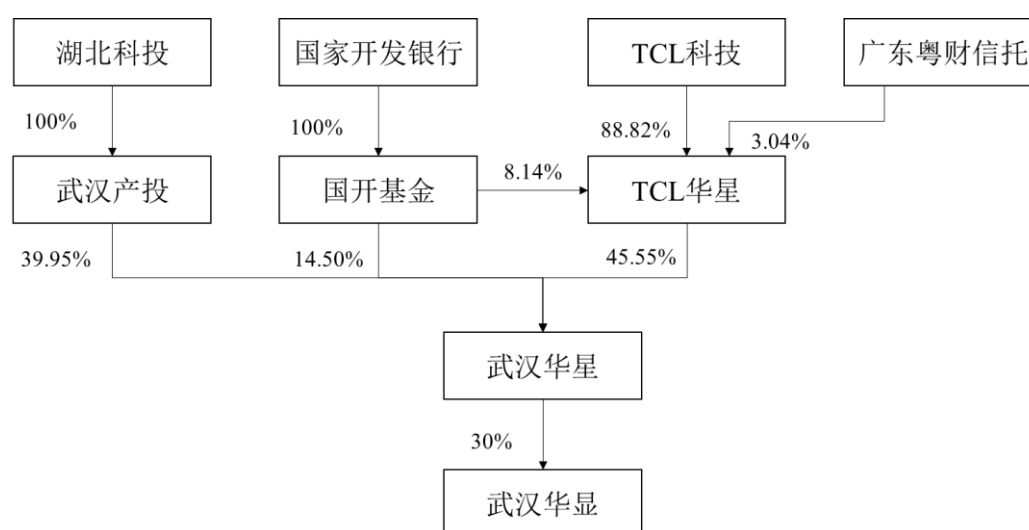 湖北科投
国家开发银行
TCL科技
广东粤财信托
100%
100%
88.82%
3.04%
8.14%
武汉产投
国开基金
TCL华星
39.95%
14.50%
45.55%
武汉华星
30%
武汉华显